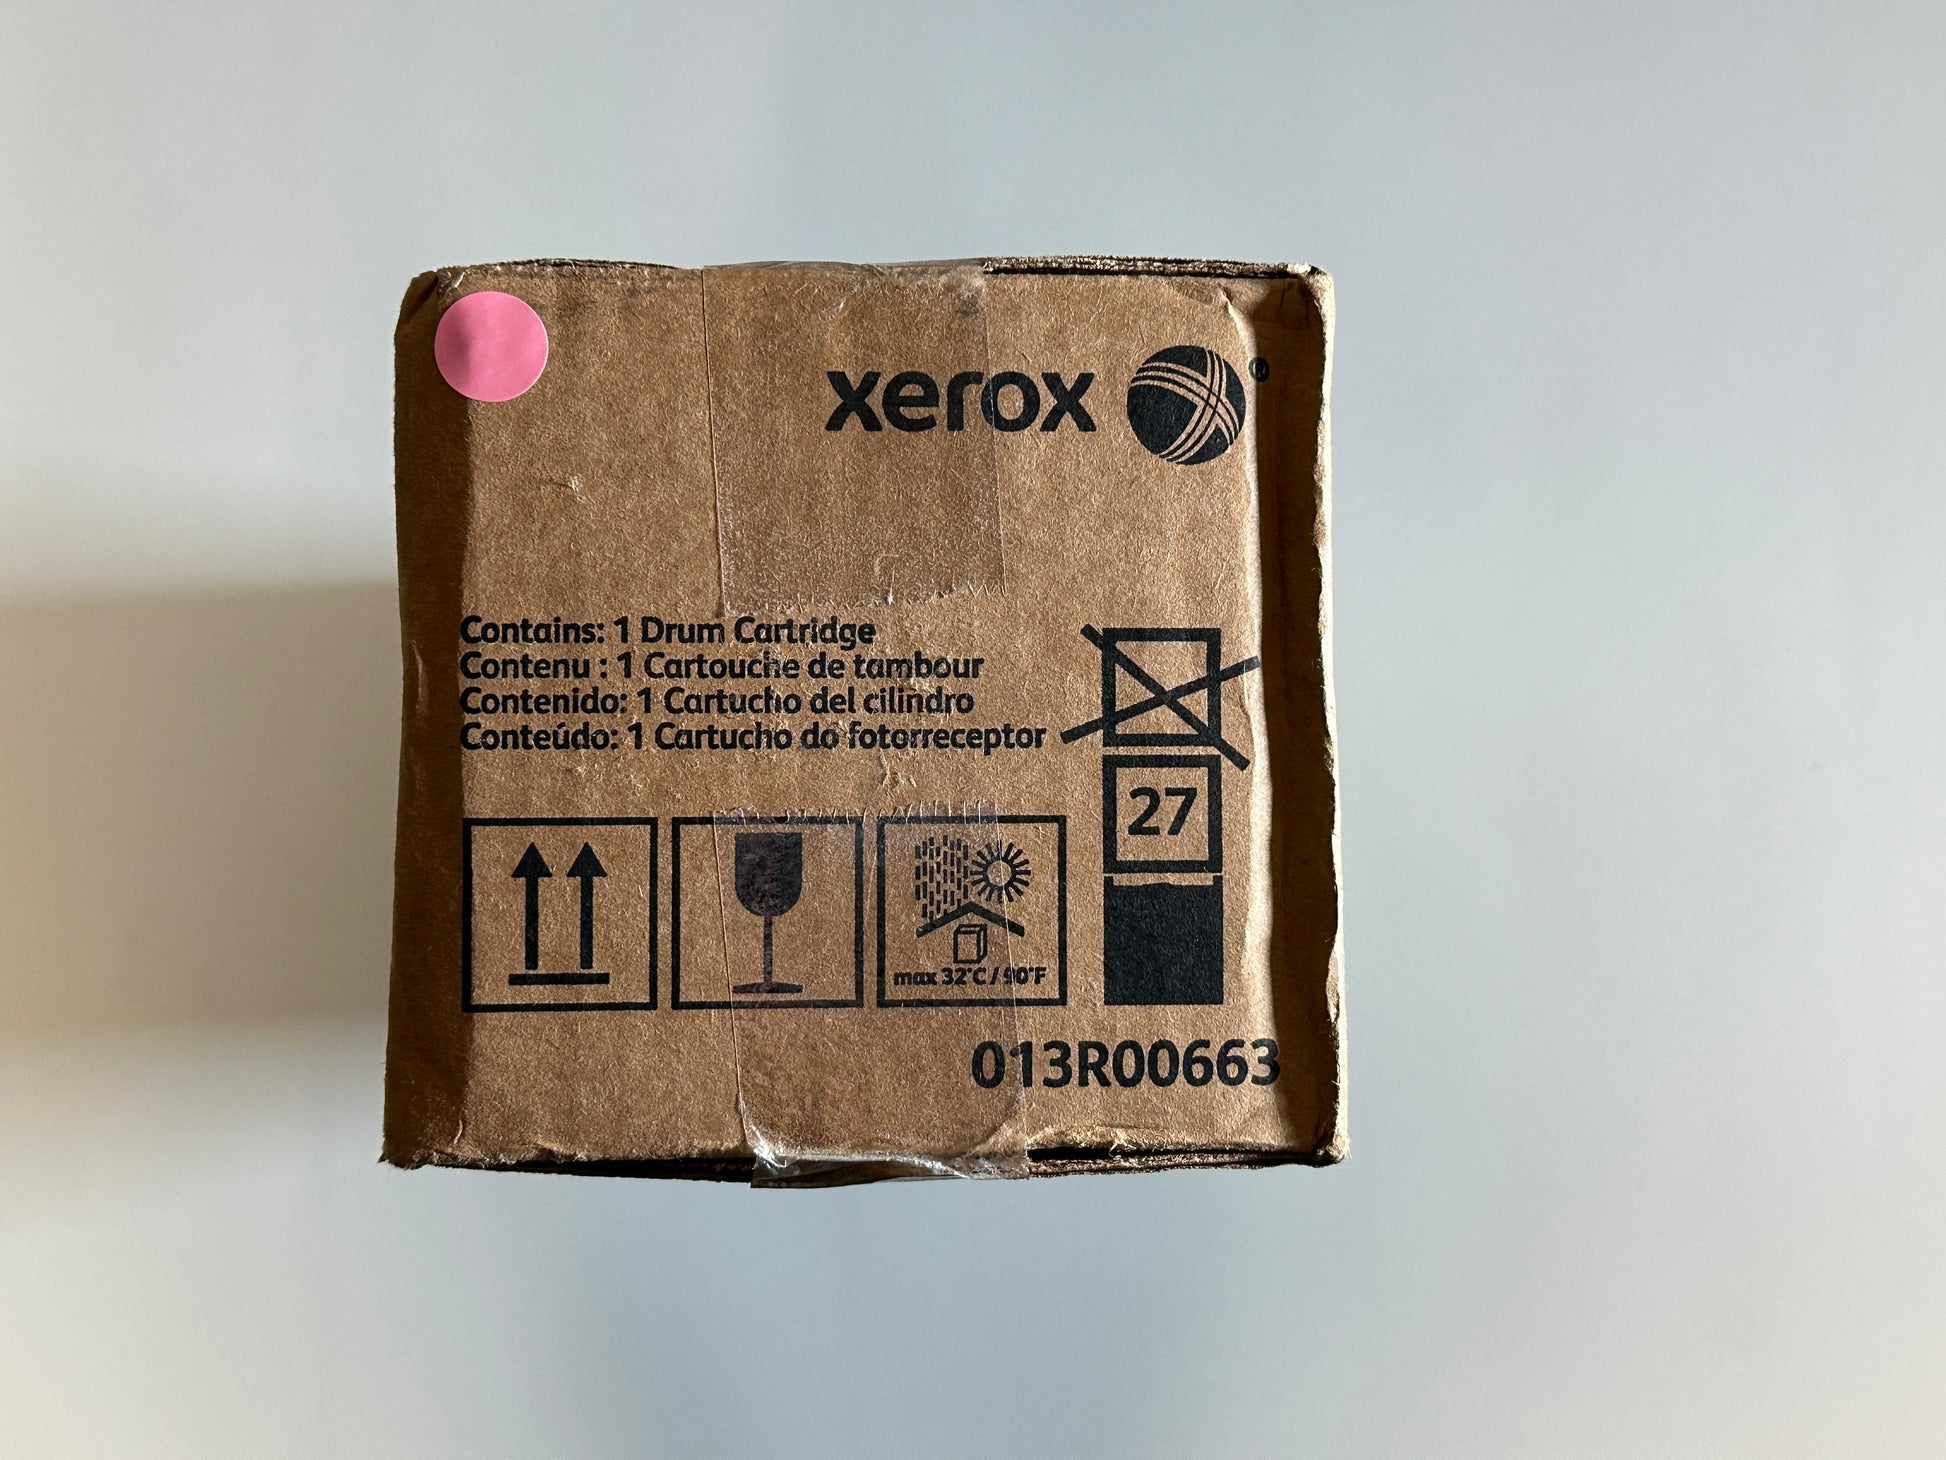 xerox ®
Contains: 1 Drum Cartridge
Contenu : 1 Cartouche de tambour
Contenido: 1 Cartucho del cilindro
Conteúdo: 1 Cartucho do fotorreceptor
27
max 32°C / 90°F
013R00663